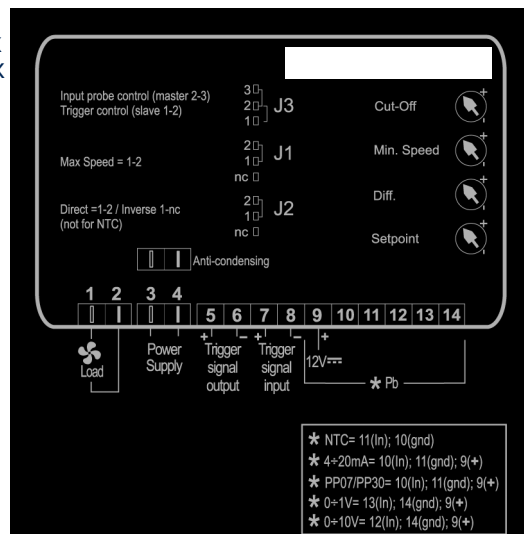 Input probe control (master 2-3)
Trigger control (slave 1-2)
3
2
1
J3
Cut-Off
+
-
Max Speed = 1-2
2
1
nc
J1
Min. Speed
+
-
Direct =1-2 / Inverse 1-nc
(not for NTC)
2
1
nc
J2
Diff.
+
-
Setpoint
+
-
Anti-condensing
1 2 3 4 5 6 7 8 9 10 11 12 13 14
+ − + − +
Load
Power
Supply
Trigger
signal
output
Trigger
signal
input
12V
* Pb
* NTC= 11(In); 10(gnd)
* 4÷20mA= 10(In); 11(gnd); 9(+)
* PP07/PP30= 10(In); 11(gnd); 9(+)
* 0÷1V= 13(In); 14(gnd); 9(+)
* 0÷10V= 12(In); 14(gnd); 9(+)